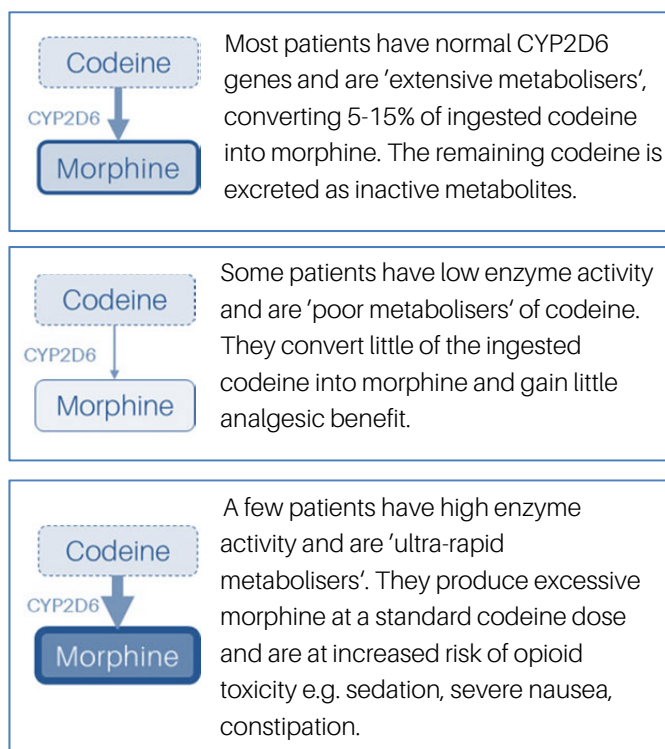 Codeine
CYP2D6
Morphine
Most patients have normal CYP2D6
genes and are ‘extensive metabolisers‘,
converting 5-15% of ingested codeine
into morphine. The remaining codeine is
excreted as inactive metabolites.
Codeine
CYP2D6
Morphine
Some patients have low enzyme activity
and are ‘poor metabolisers‘ of codeine.
They convert little of the ingested
codeine into morphine and gain little
analgesic benefit.
Codeine
CYP2D6
Morphine
A few patients have high enzyme
activity and are ‘ultra-rapid
metabolisers‘. They produce excessive
morphine at a standard codeine dose
and are at increased risk of opioid
toxicity e.g. sedation, severe nausea,
constipation.